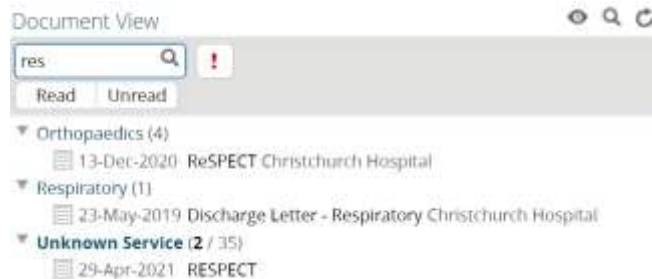 Document View
res
!
Read Unread
Orthopaedics (4)
13-Dec-2020 ReSPECT Christchurch Hospital
Respiratory (1)
23-May-2019 Discharge Letter - Respiratory Christchurch Hospital
Unknown Service (2 / 35)
29-Apr-2021 RESPECT